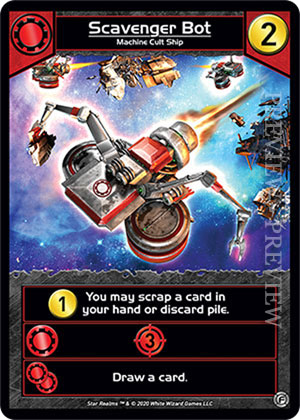 Scavenger Bot
Machine Cult Ship
2
PREVIEW PREVIEW
1
You may scrap a card in
your hand or discard pile.
3
Draw a card.
Star Realms ™ & © 2020 White Wizard Games LLC
P